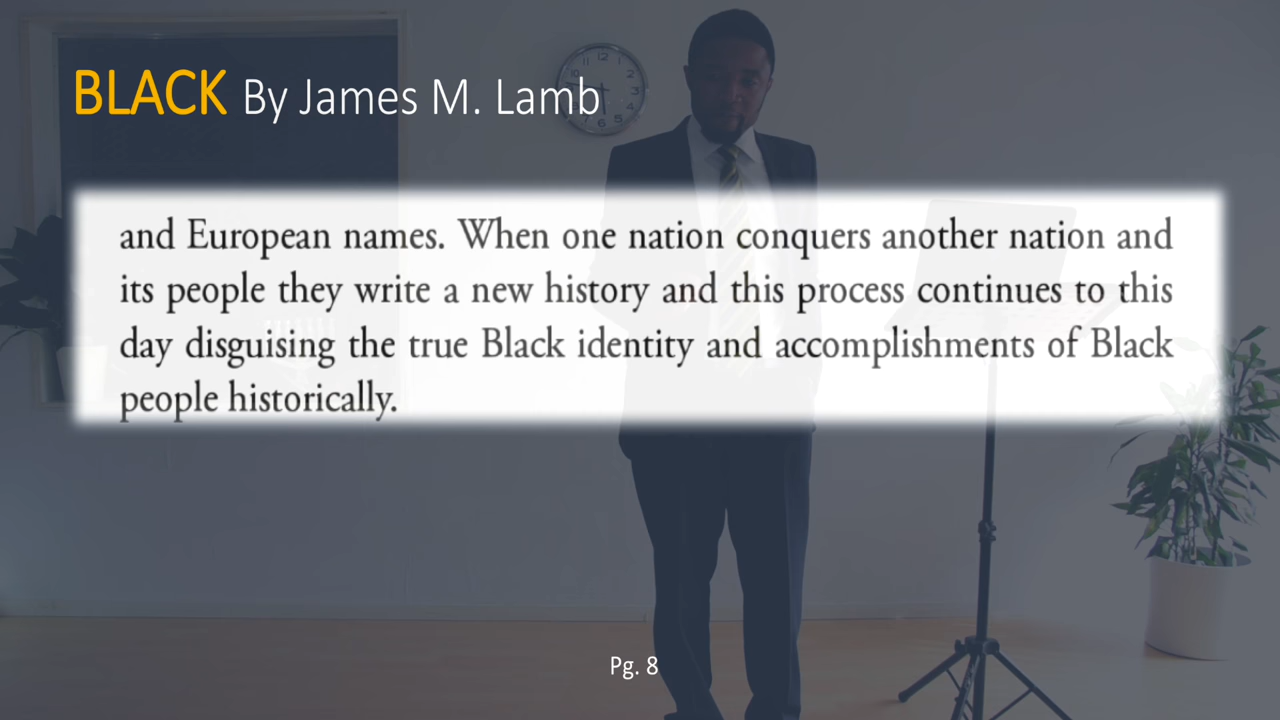 BLACK By James M. Lamb
and European names. When one nation conquers another nation and
its people they write a new history and this process continues to this
day disguising the true Black identity and accomplishments of Black
people historically.
Pg. 8